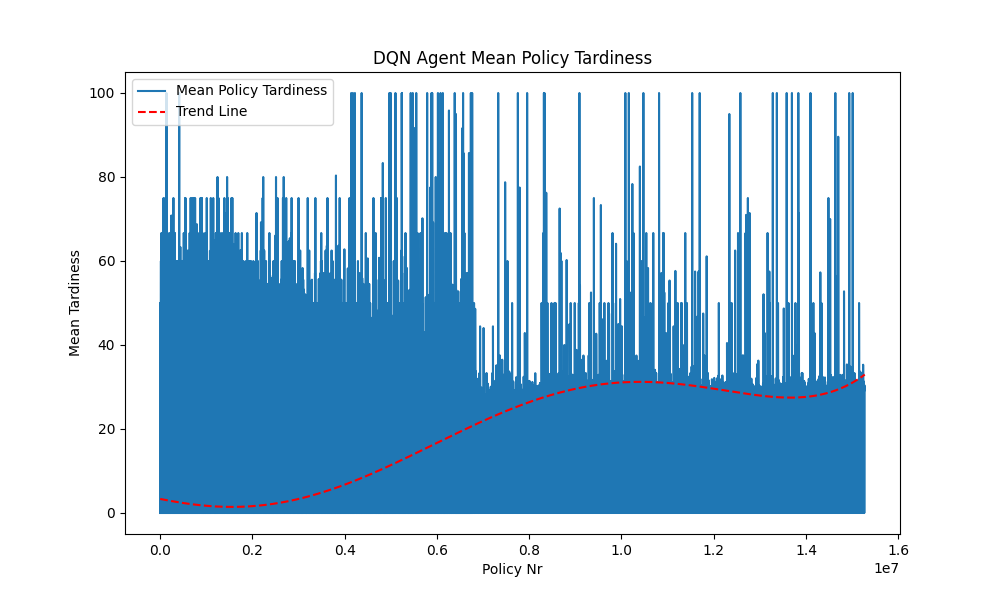 DQN Agent Mean Policy Tardiness
Mean Policy Tardiness
Trend Line
100
80
60
40
20
0
Mean Tardiness
0.0 0.2 0.4 0.6 0.8 1.0 1.2 1.4 1.6
1e7
Policy Nr